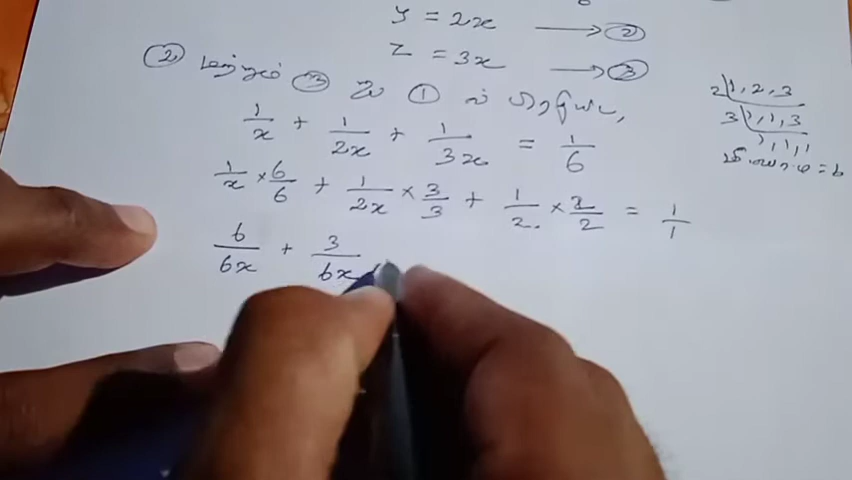 y = 2x → ②
z = 3x → ③
② மற்றும் ③ ஐ ① ல்
1/x + 1/2x + 1/3x = 1/6
1/x × 6/6 + 1/2x × 3/3 + 1/2. × 2/2 = 1/1
6/6x + 3/6x
2 | 1, 2, 3
3 | 1, 1, 3
1, 1, 1
= 6